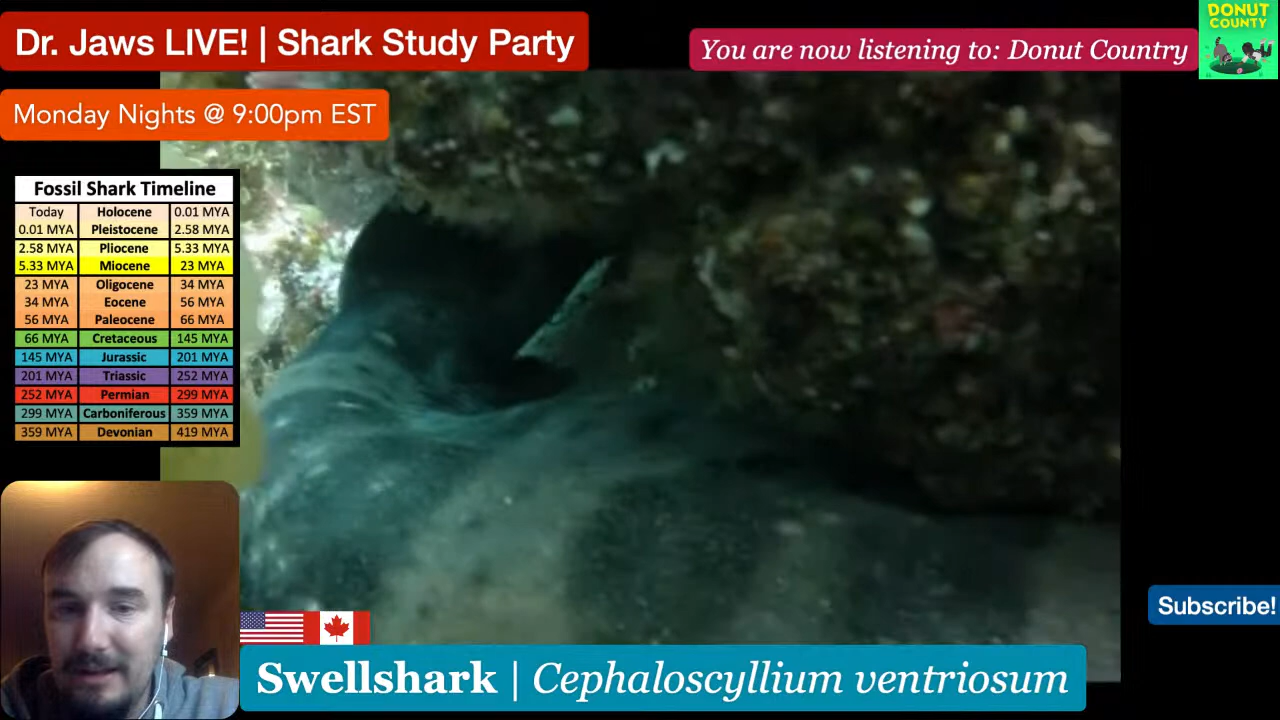 Dr. Jaws LIVE! | Shark Study Party
You are now listening to: Donut Country
DONUT
COUNTY
Monday Nights @ 9:00pm EST
Fossil Shark Timeline
Today Holocene 0.01 MYA
0.01 MYA Pleistocene 2.58 MYA
2.58 MYA Pliocene 5.33 MYA
5.33 MYA Miocene 23 MYA
23 MYA Oligocene 34 MYA
34 MYA Eocene 56 MYA
56 MYA Paleocene 66 MYA
66 MYA Cretaceous 145 MYA
145 MYA Jurassic 201 MYA
201 MYA Triassic 252 MYA
252 MYA Permian 299 MYA
299 MYA Carboniferous 359 MYA
359 MYA Devonian 419 MYA
Subscribe!
Swellshark | Cephaloscyllium ventriosum